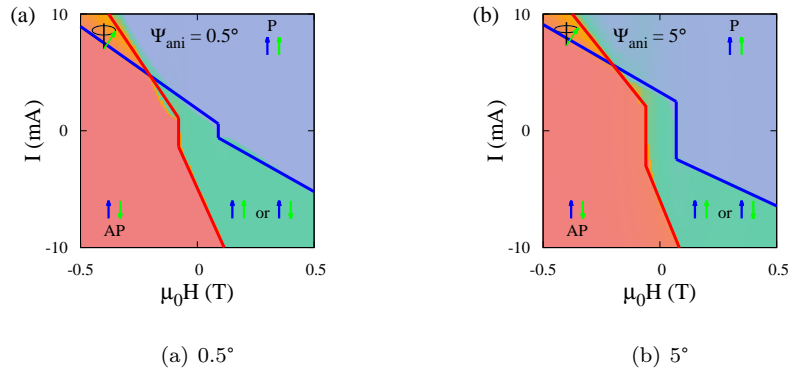 (a)
10
Ψani = 0.5°
P
I (mA)
0
or
AP
-10
-0.5
0
0.5
μ0H (T)
(a) 0.5°
(b)
10
Ψani = 5°
P
I (mA)
0
or
AP
-10
-0.5
0
0.5
μ0H (T)
(b) 5°